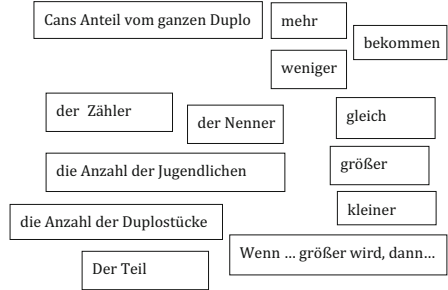 Cans Anteil vom ganzen Duplo
mehr
bekommen
weniger
der Zähler
der Nenner
gleich
die Anzahl der Jugendlichen
größer
kleiner
die Anzahl der Duplostücke
Wenn ... größer wird, dann...
Der Teil